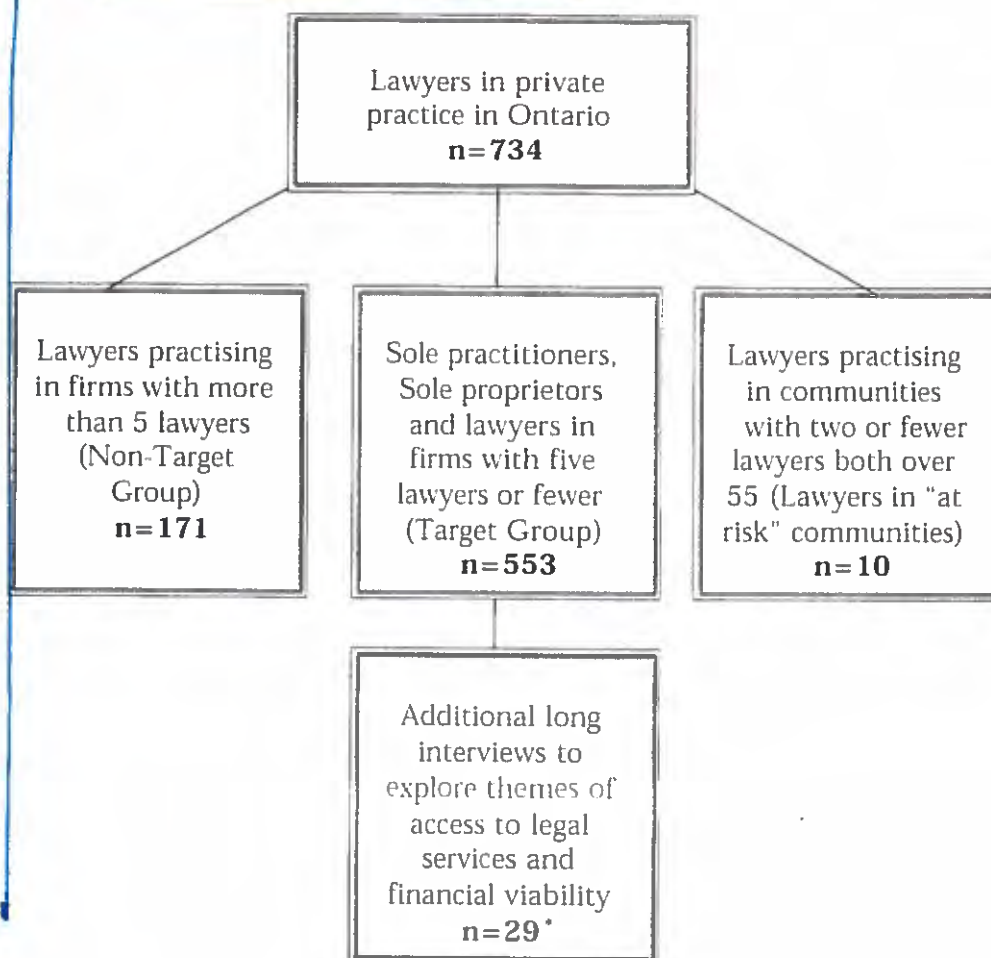 Lawyers in private
practice in Ontario
n=734
Lawyers practising
in firms with more
than 5 lawyers
(Non-Target
Group)
n=171
Sole practitioners,
Sole proprietors
and lawyers in
firms with five
lawyers or fewer
(Target Group)
n=553
Lawyers practising
in communities
with two or fewer
lawyers both over
55 (Lawyers in "at
risk" communities)
n=10
Additional long
interviews to
explore themes of
access to legal
services and
financial viability
n=29*